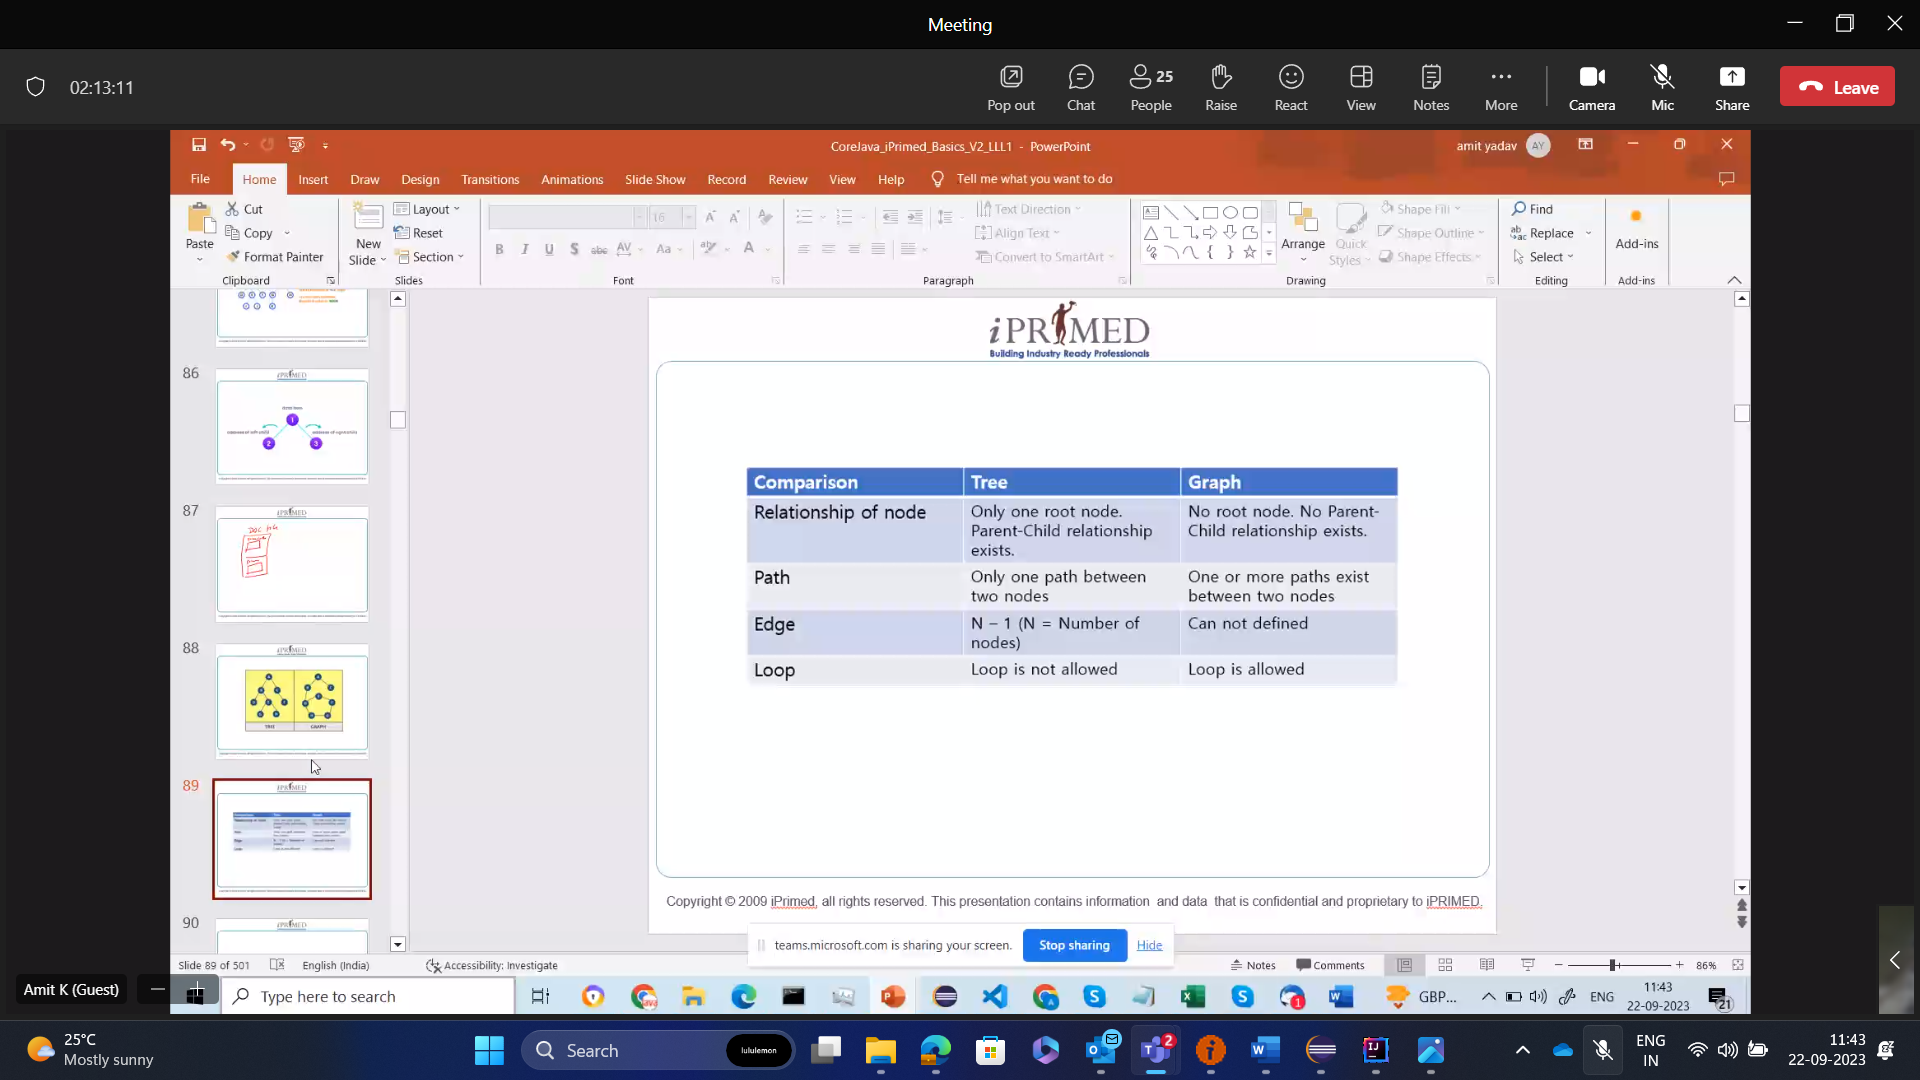 Meeting
02:13:11
Pop out
Chat
25
People
Raise
React
View
Notes
More
Camera
Mic
Share
Leave
CoreJava_iPrimed_Basics_V2_LLL1 - PowerPoint
amit yadav
AY
File
Home
Insert
Draw
Design
Transitions
Animations
Slide Show
Record
Review
View
Help
Tell me what you want to do
Paste
Cut
Copy
Format Painter
Clipboard
New
Slide
Layout
Reset
Section
Slides
16
Font
Text Direction
Align Text
Convert to SmartArt
Paragraph
Arrange
Quick
Styles
Shape Fill
Shape Outline
Shape Effects
Drawing
Find
Replace
Select
Editing
Add-ins
Add-ins
86
87
88
TREE
GRAPH
89
90
iPRIMED
Building Industry Ready Professionals
Comparison Tree Graph
Relationship of node
Only one root node.
Parent-Child relationship
exists.
No root node. No Parent-
Child relationship exists.
Path
Only one path between
two nodes
One or more paths exist
between two nodes
Edge
N – 1 (N = Number of
nodes)
Can not defined
Loop
Loop is not allowed
Loop is allowed
Copyright © 2009 iPrimed, all rights reserved. This presentation contains information and data that is confidential and proprietary to iPRIMED.
teams.microsoft.com is sharing your screen.
Stop sharing
Hide
Slide 89 of 501
English (India)
Accessibility: Investigate
Notes
Comments
86%
Amit K (Guest)
Type here to search
GBP...
ENG
11:43
22-09-2023
21
25°C
Mostly sunny
Search
lululemon
2
ENG
IN
11:43
22-09-2023